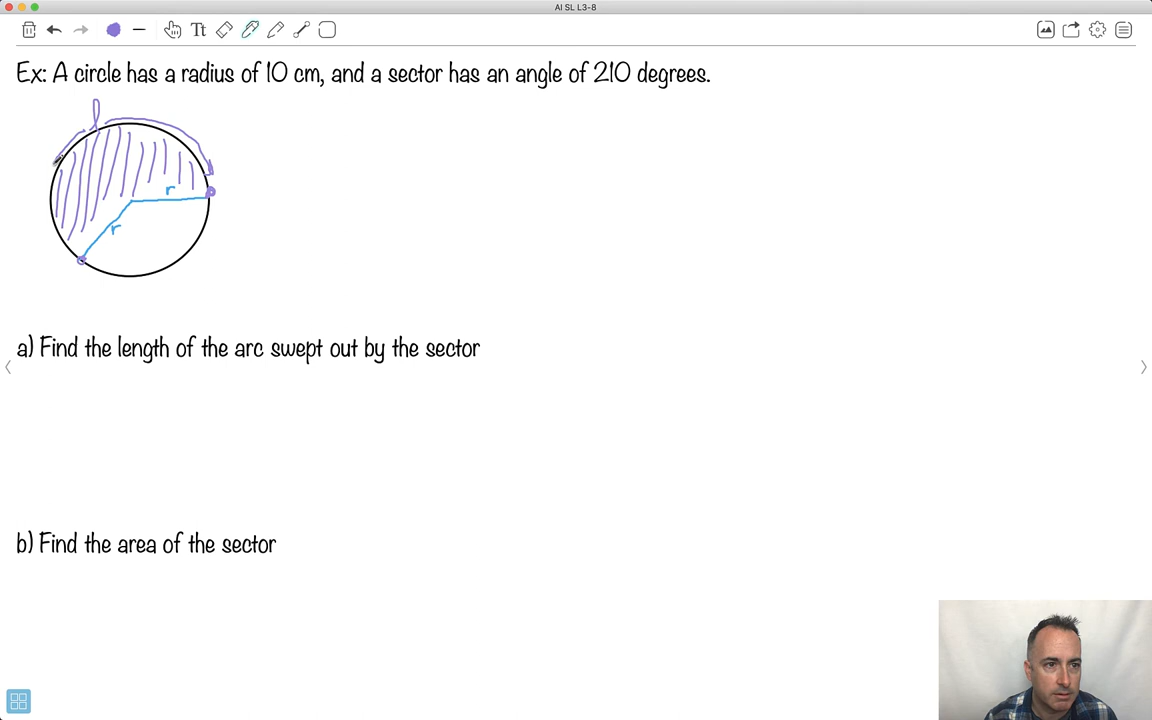 AI SL L3-8
Tt
Ex: A circle has a radius of 10 cm, and a sector has an angle of 210 degrees.
l
r
r
a) Find the length of the arc swept out by the sector
b) Find the area of the sector